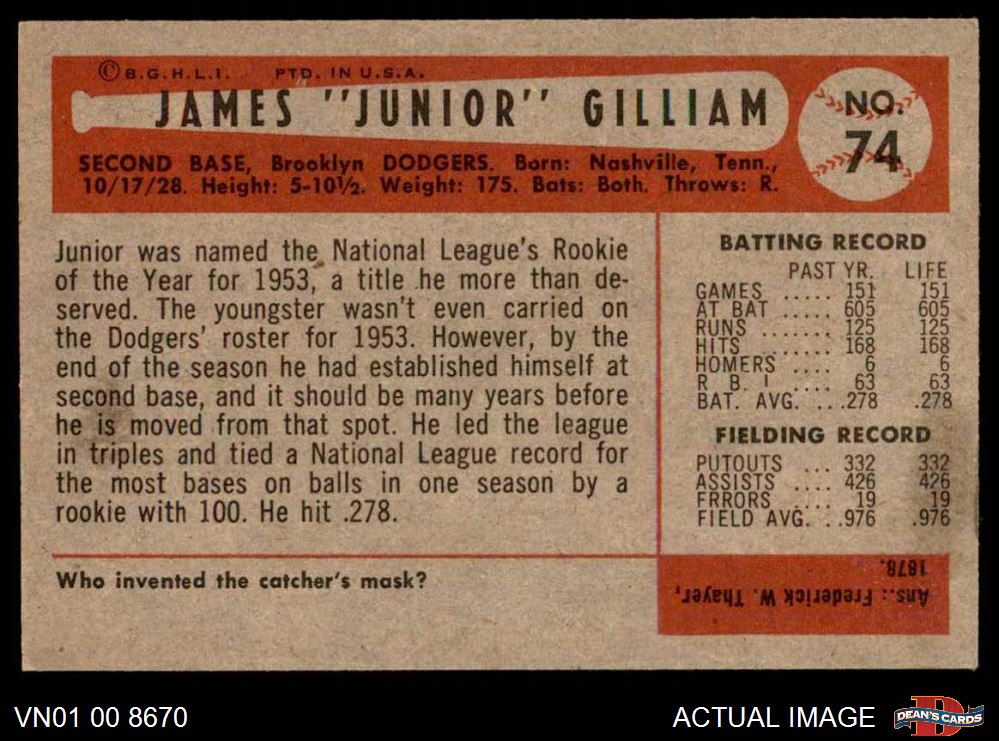 ©B.G.H.L.I. PTD. IN U.S.A.
JAMES "JUNIOR" GILLIAM
NO.
74
SECOND BASE, Brooklyn DODGERS. Born: Nashville, Tenn.,
10/17/28. Height: 5-10½. Weight: 175. Bats: Both. Throws: R.
Junior was named the National League's Rookie
of the Year for 1953, a title he more than de-
served. The youngster wasn't even carried on
the Dodgers' roster for 1953. However, by the
end of the season he had established himself at
second base, and it should be many years before
he is moved from that spot. He led the league
in triples and tied a National League record for
the most bases on balls in one season by a
rookie with 100. He hit .278.
BATTING RECORD
PAST YR. LIFE
GAMES ..... 151 151
AT BAT ..... 605 605
RUNS ....... 125 125
HITS ...... 168 168
HOMERS .... 6 6
R. B. I .... 63 63
BAT. AVG. ...278 .278
FIELDING RECORD
PUTOUTS ... 332 332
ASSISTS .... 426 426
FRRORS .... 19 19
FIELD AVG. ..976 .976
Who invented the catcher's mask?
Ans.: Frederick W. Thayer,
1878.
VN01 00 8670
ACTUAL IMAGE
D
DEAN'S CARDS